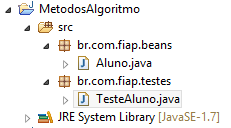 MetodosAlgoritmo
src
br.com.fiap.beans
Aluno.java
br.com.fiap.testes
TesteAluno.java
JRE System Library [JavaSE-1.7]